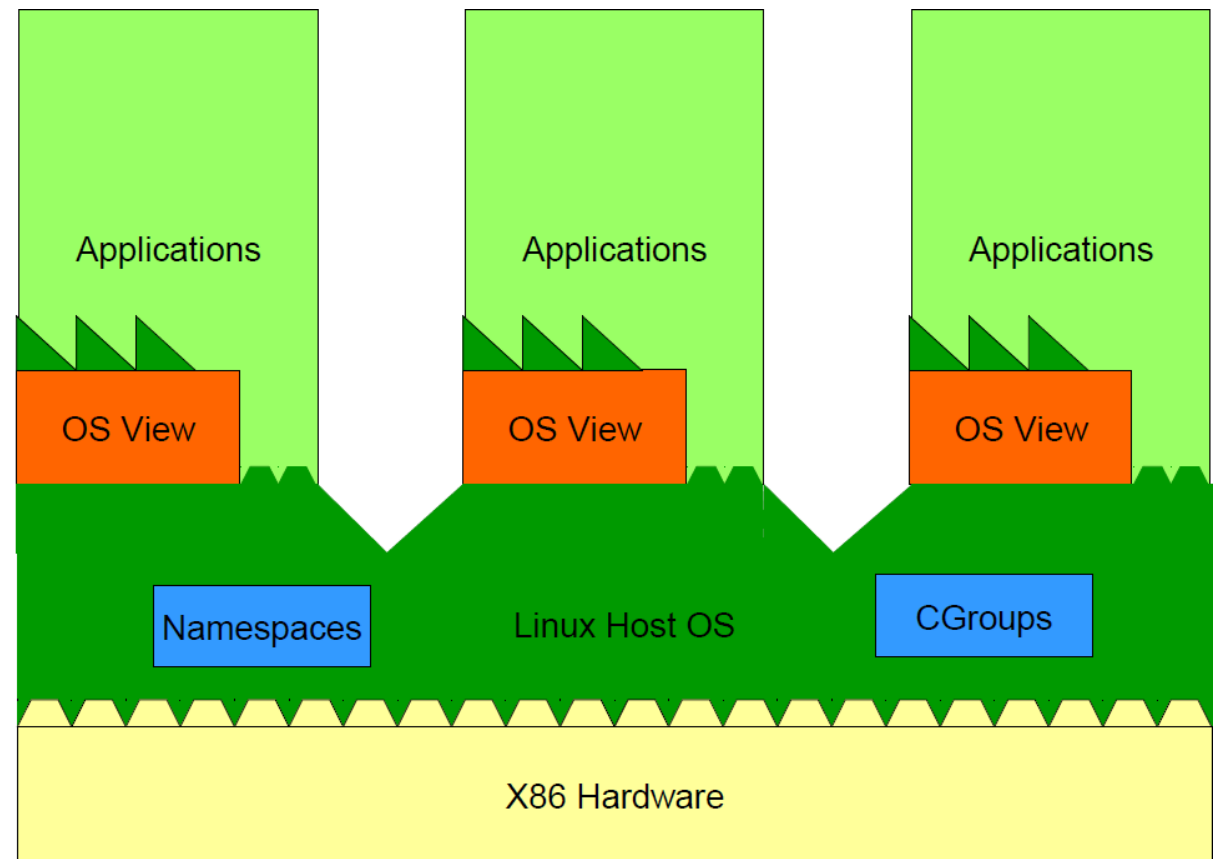 Applications
Applications
Applications
OS View
OS View
OS View
Namespaces
Linux Host OS
CGroups
X86 Hardware